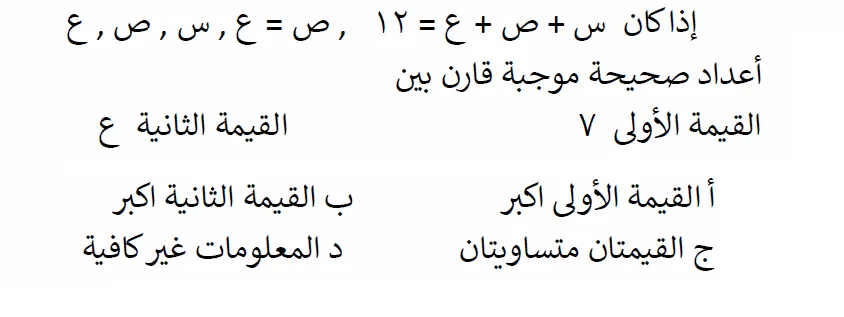 إذا كان س + ص + ع = ١٢ , ص = ع , س , ص , ع
أعداد صحيحة موجبة قارن بين
القيمة الأولى ٧ القيمة الثانية ع
أ القيمة الأولى اكبر ب القيمة الثانية اكبر
ج القيمتان متساويتان د المعلومات غير كافية